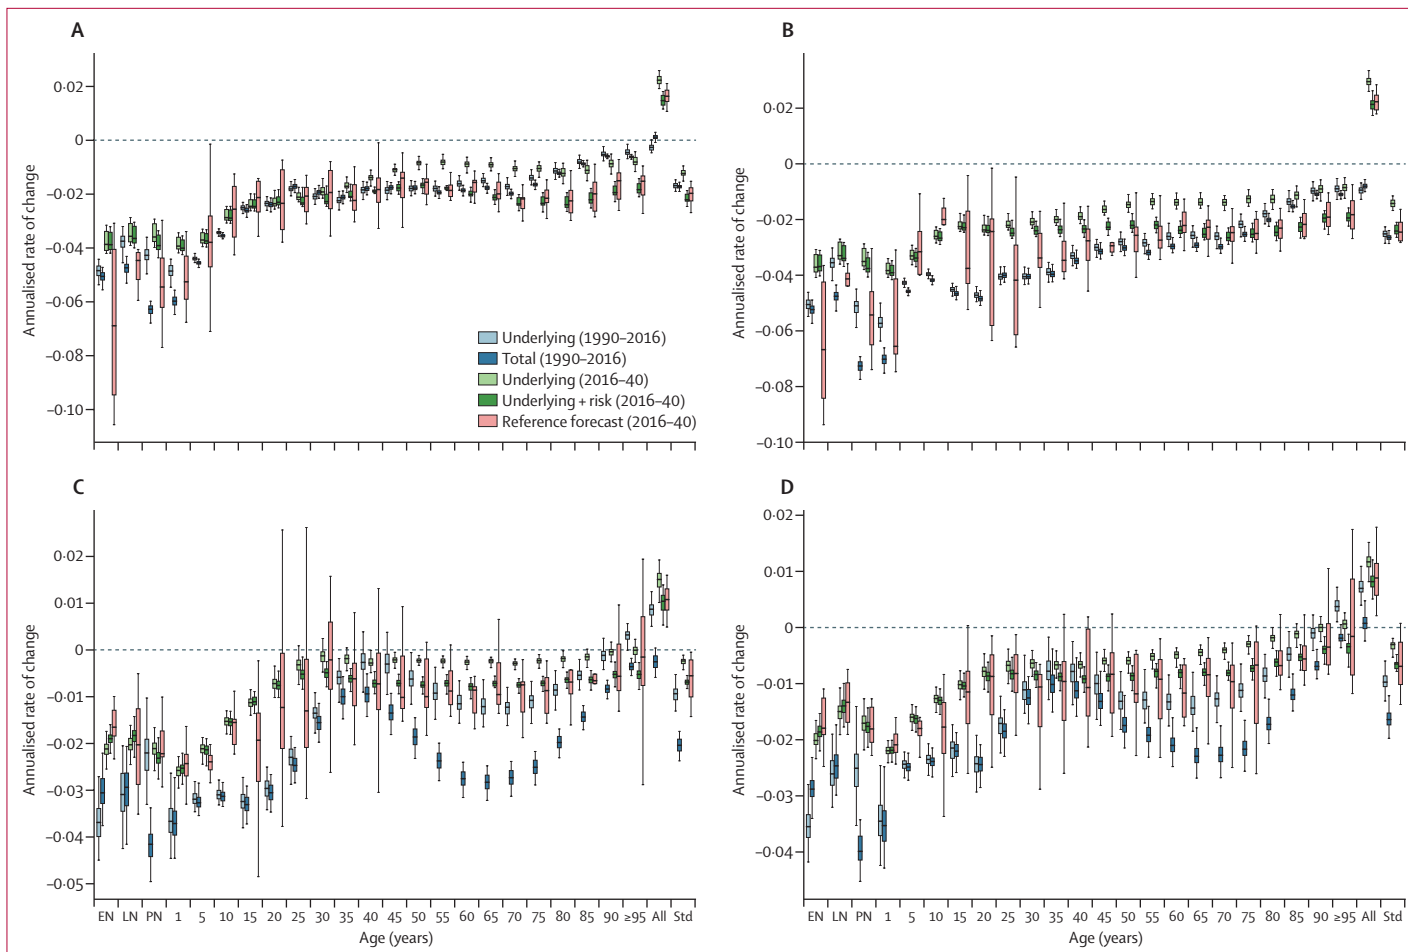 A
B
0·02
0
–0·02
–0·04
–0·06
–0·08
–0·10
Annualised rate of change
Underlying (1990–2016)
Total (1990–2016)
Underlying (2016–40)
Underlying + risk (2016–40)
Reference forecast (2016–40)
0·02
0
–0·02
–0·04
–0·06
–0·08
–0·10
Annualised rate of change
C
D
0·02
0·01
0
–0·01
–0·02
–0·03
–0·04
–0·05
Annualised rate of change
EN LN PN 1 5 10 15 20 25 30 35 40 45 50 55 60 65 70 75 80 85 90 ≥95 All Std
Age (years)
0·02
0·01
0
–0·01
–0·02
–0·03
–0·04
Annualised rate of change
EN LN PN 1 5 10 15 20 25 30 35 40 45 50 55 60 65 70 75 80 85 90 ≥95 All Std
Age (years)